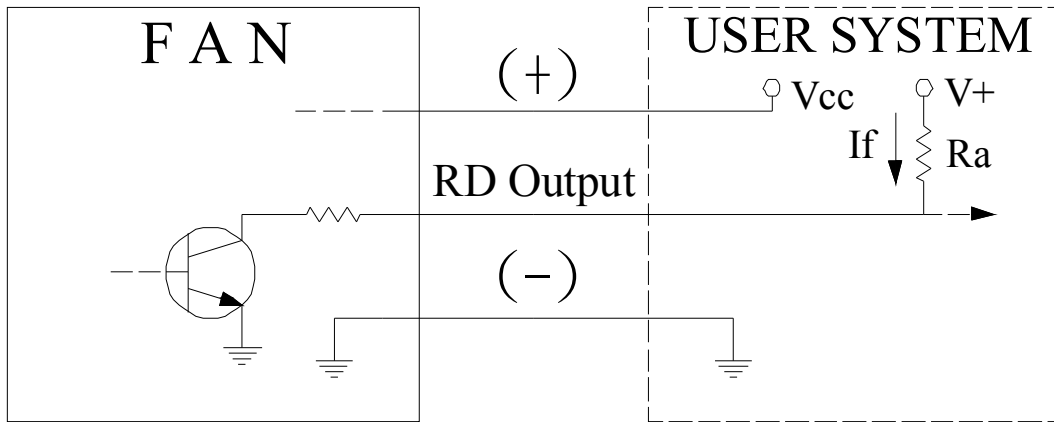 F A N
USER SYSTEM
(+)
Vcc
V+
If
Ra
RD Output
(-)